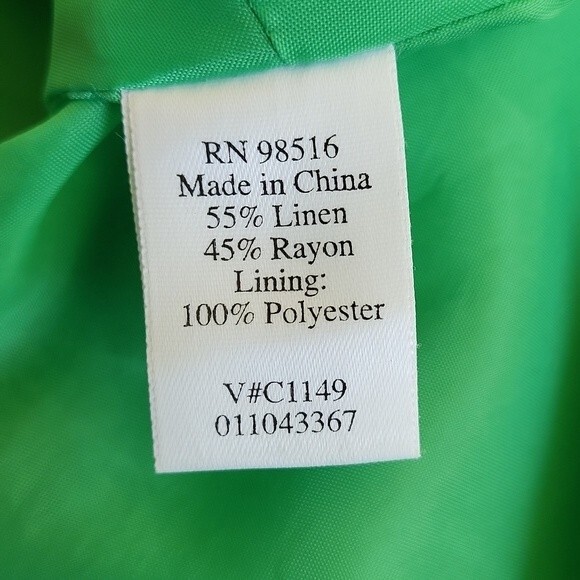 RN 98516
Made in China
55% Linen
45% Rayon
Lining:
100% Polyester
V#C1149
011043367